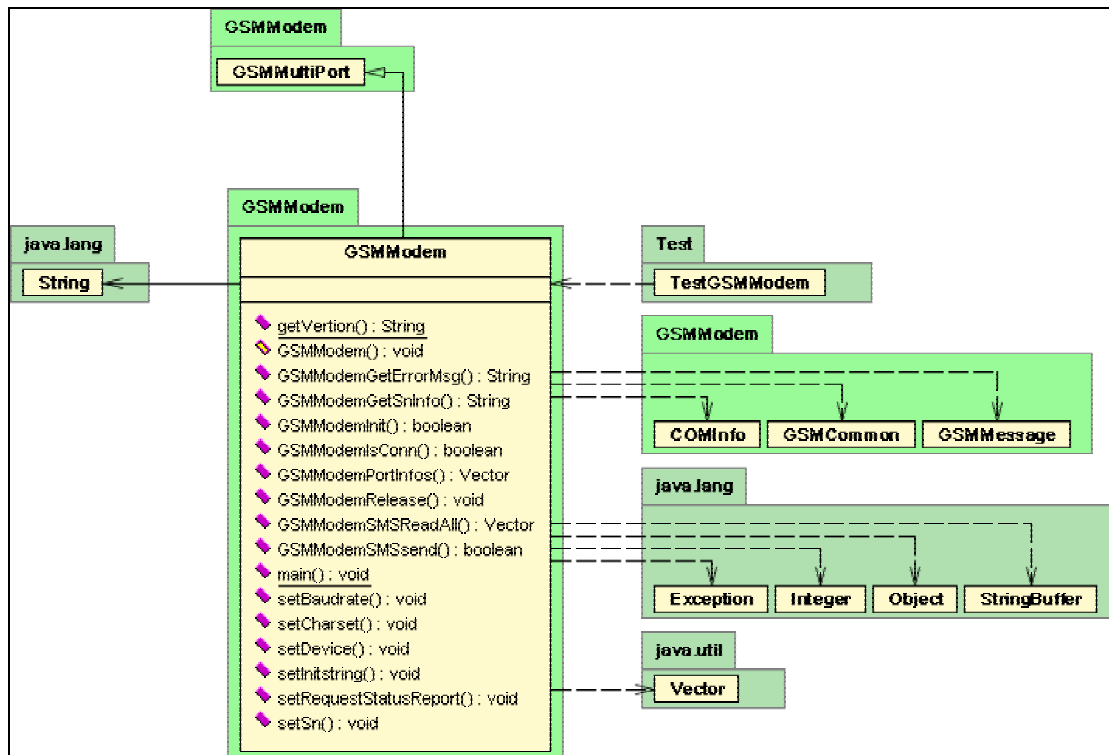 GSMModem
GSMMultiPort
GSMModem
GSMModem
java.lang
String
getVertion() : String
GSMModem() : void
GSMModemGetErrorMsg() : String
GSMModemGetSnInfo() : String
GSMModemInit() : boolean
GSMModemIsConn() : boolean
GSMModemPortInfos() : Vector
GSMModemRelease() : void
GSMModemSMSReadAll() : Vector
GSMModemSMSsend() : boolean
main() : void
setBaudrate() : void
setCharset() : void
setDevice() : void
setInitstring() : void
setRequestStatusReport() : void
setSn() : void
Test
TestGSMModem
GSMModem
COMInfo GSMCommon GSMMessage
java.lang
Exception Integer Object StringBuffer
java.util
Vector